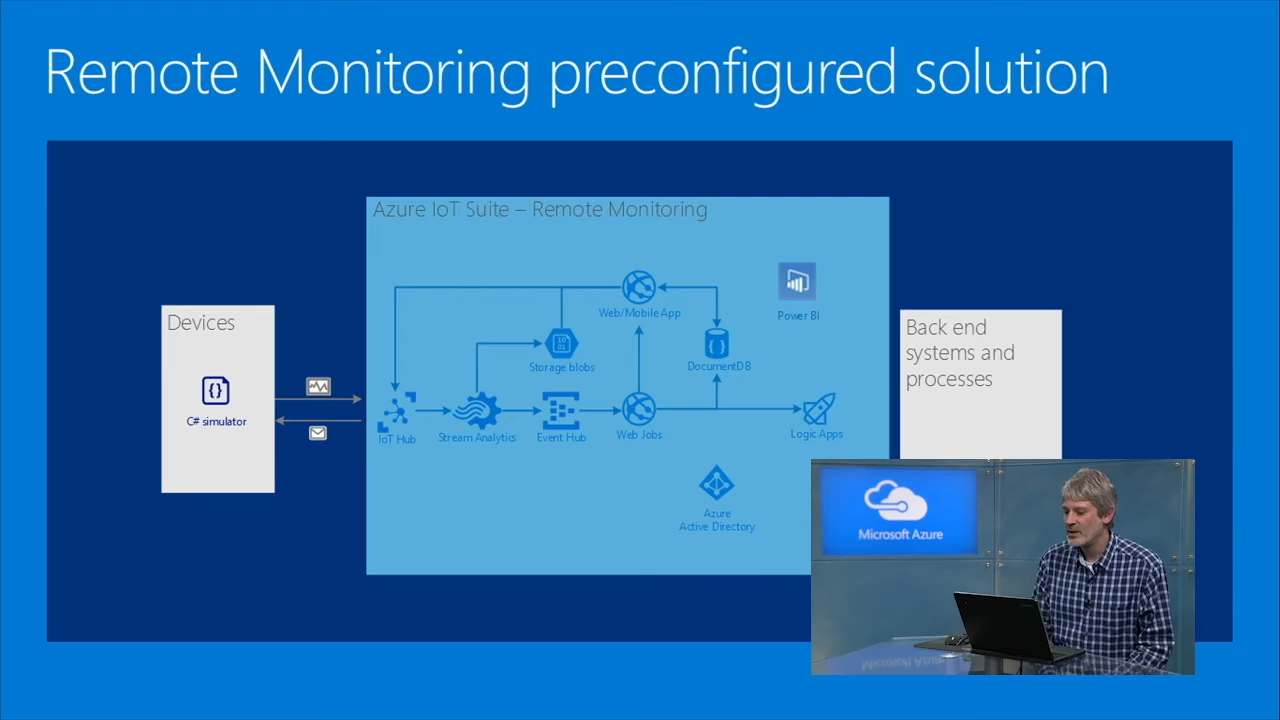 Remote Monitoring preconfigured solution
Azure IoT Suite – Remote Monitoring
Devices
C# simulator
Web/Mobile App
Power BI
10
01
Storage blobs
DocumentDB
IoT Hub
Stream Analytics
Event Hub
Web Jobs
Logic Apps
Azure
Active Directory
Back end
systems and
processes
Microsoft Azure